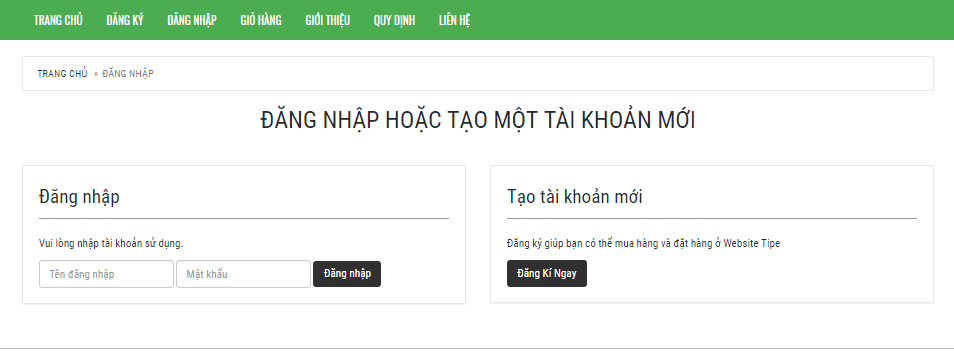 TRANG CHỦ ĐĂNG KÝ ĐĂNG NHẬP GIỎ HÀNG GIỚI THIỆU QUY ĐỊNH LIÊN HỆ
TRANG CHỦ » ĐĂNG NHẬP
ĐĂNG NHẬP HOẶC TẠO MỘT TÀI KHOẢN MỚI
Đăng nhập
Vui lòng nhập tài khoản sử dụng.
Tên đăng nhập Mật khẩu Đăng nhập
Tạo tài khoản mới
Đăng ký giúp bạn có thể mua hàng và đặt hàng ở Website Tipe
Đăng Kí Ngay